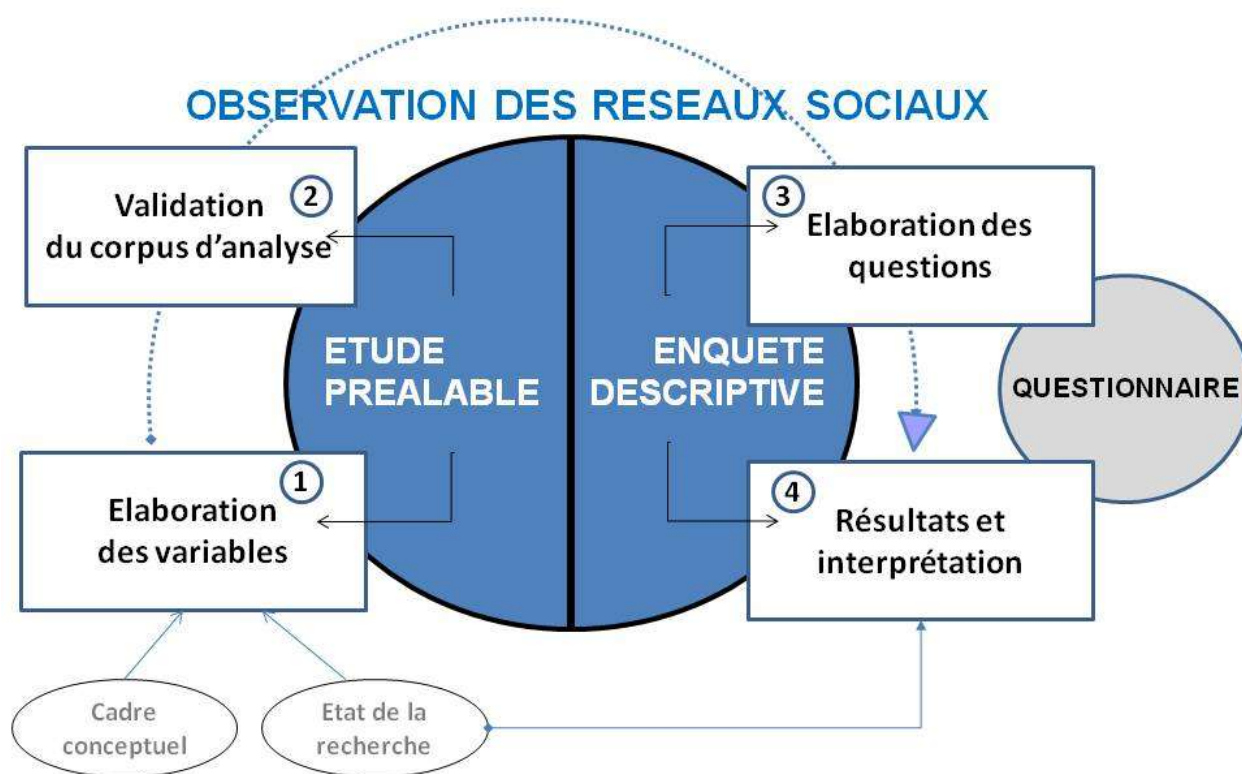 OBSERVATION DES RESEAUX SOCIAUX
2
Validation
du corpus d'analyse
3
Elaboration des
questions
ETUDE
PREALABLE
ENQUETE
DESCRIPTIVE
QUESTIONNAIRE
1
Elaboration
des variables
4
Résultats et
interprétation
Cadre
conceptuel
Etat de la
recherche